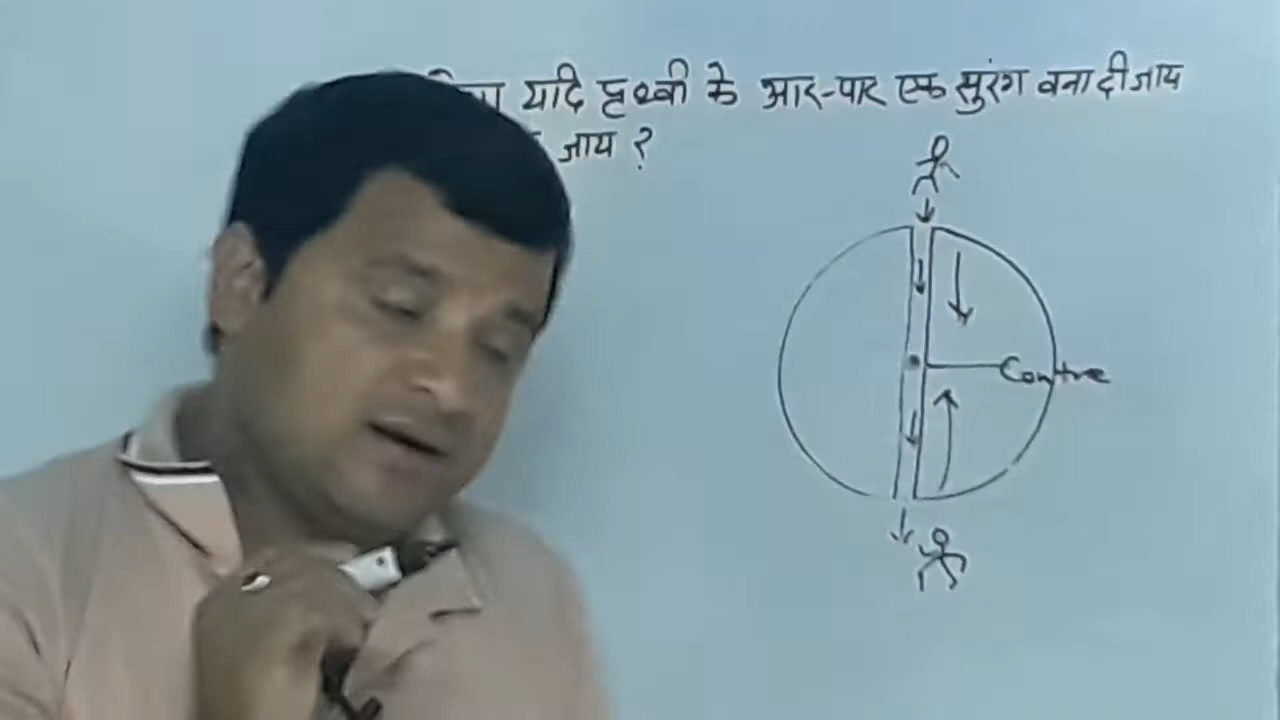 यदि पृथ्वी के आर-पार एक सुरंग बना दी जाय
जाय ?
Centre